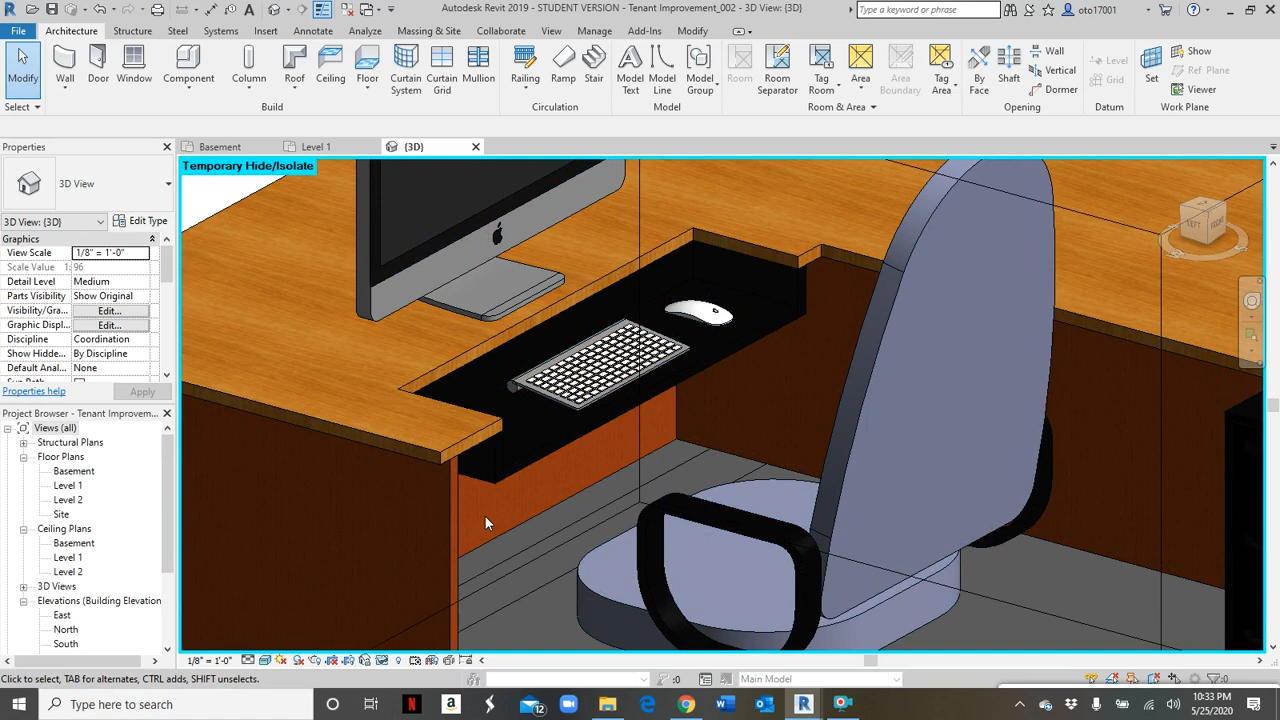 Autodesk Revit 2019 - STUDENT VERSION - Tenant Improvement_002 - 3D View: {3D}
Type a keyword or phrase
oto17001
File Architecture Structure Steel Systems Insert Annotate Analyze Massing & Site Collaborate View Manage Add-Ins Modify
Modify Wall Door Window Component Column Roof Ceiling Floor Curtain System Curtain Grid Mullion Railing Ramp Stair Model Text Model Line Model Group Room Room Separator Tag Room Area Area Boundary Tag Area By Face Shaft Wall Vertical Dormer Level Grid Set Show Ref Plane Viewer
Select Build Circulation Model Room & Area Opening Datum Work Plane
Properties
Basement Level 1 {3D}
Temporary Hide/Isolate
3D View
3D View: {3D} Edit Type
Graphics
View Scale 1/8" = 1'-0"
Scale Value 1: 96
Detail Level Medium
Parts Visibility Show Original
Visibility/Gra... Edit...
Graphic Displ... Edit...
Discipline Coordination
Show Hidde... By Discipline
Default Anal... None
Properties help Apply
Project Browser - Tenant Improvem...
Views (all)
Structural Plans
Floor Plans
Basement
Level 1
Level 2
Site
Ceiling Plans
Basement
Level 1
Level 2
3D Views
Elevations (Building Elevation
East
North
South
LEFT FRONT
1/8" = 1'-0"
Click to select, TAB for alternates, CTRL adds, SHIFT unselects.
:0 Main Model :0
Type here to search
12
10:33 PM
5/25/2020